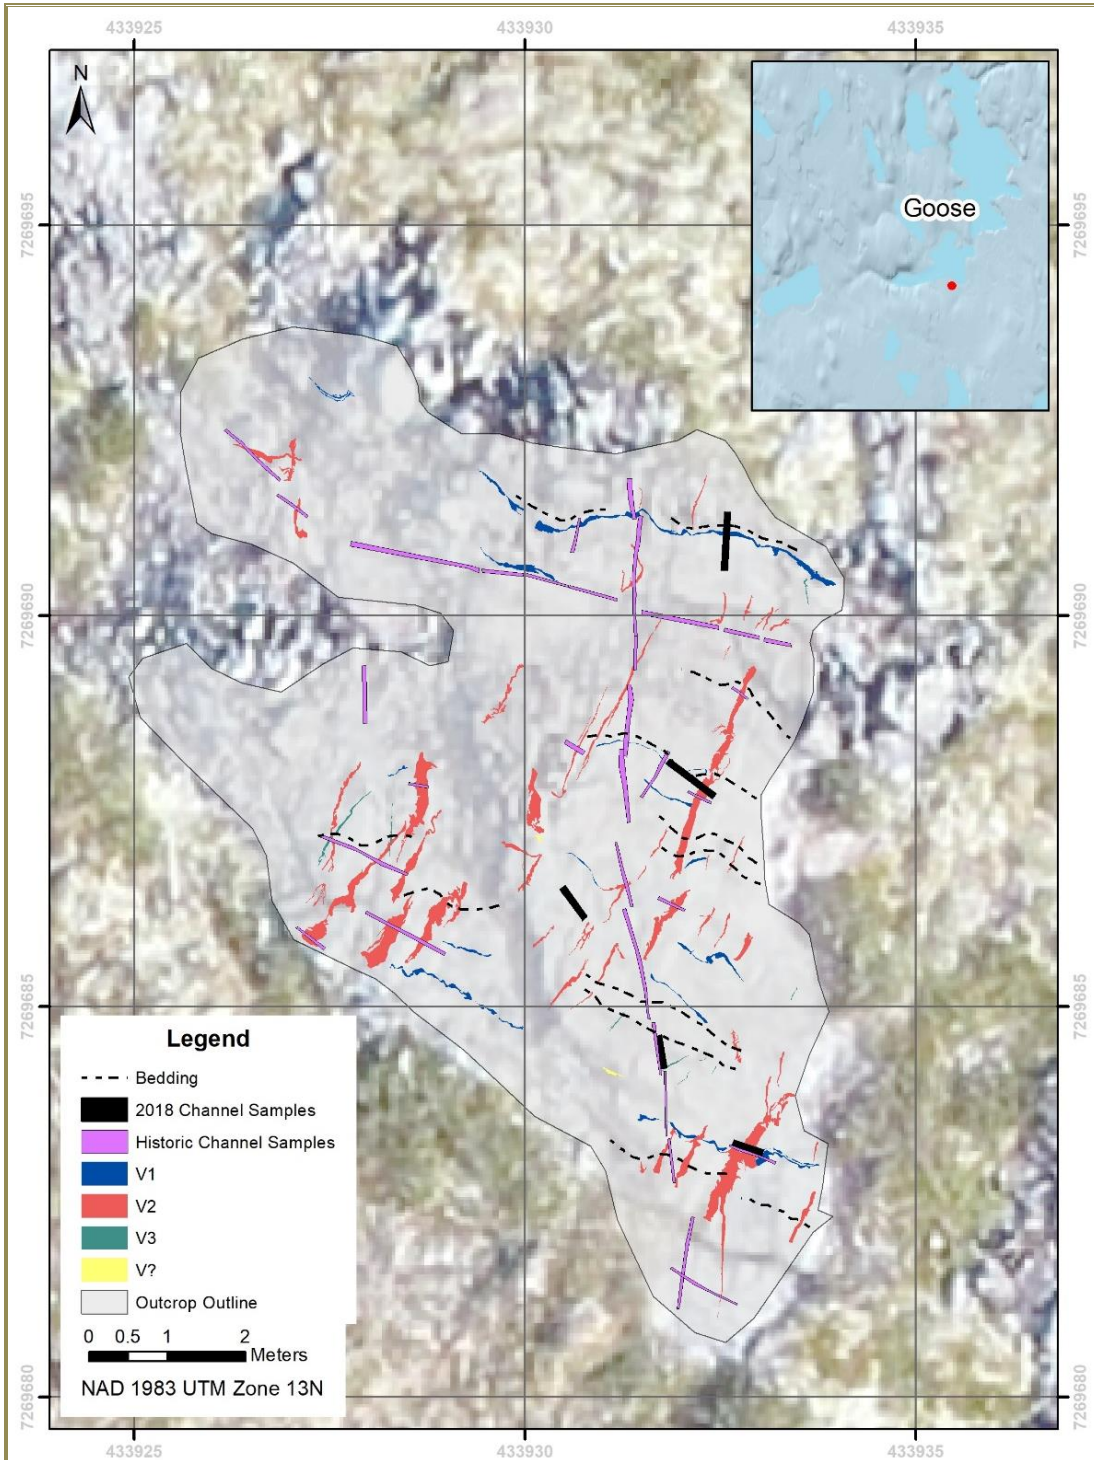 433925 433930 433935
N
Goose
7269695 7269695
7269690 7269690
7269685 7269685
Legend
Bedding
2018 Channel Samples
Historic Channel Samples
V1
V2
V3
V?
Outcrop Outline
0 0.5 1 2
Meters
NAD 1983 UTM Zone 13N
7269680 7269680
433925 433930 433935